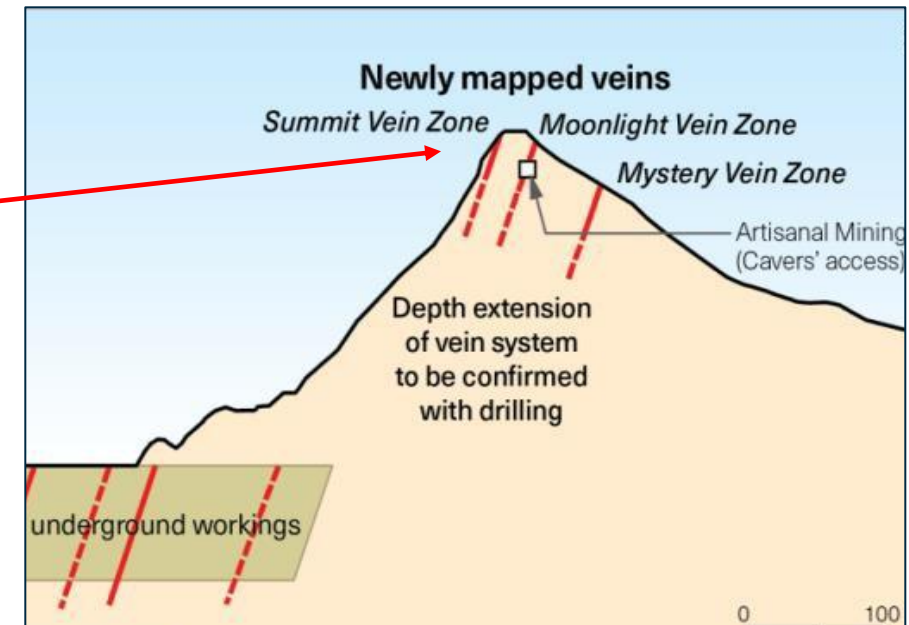 Newly mapped veins
Summit Vein Zone
Moonlight Vein Zone
Mystery Vein Zone
Artisanal Mining
(Cavers' access)
Depth extension
of vein system
to be confirmed
with drilling
underground workings
0 100